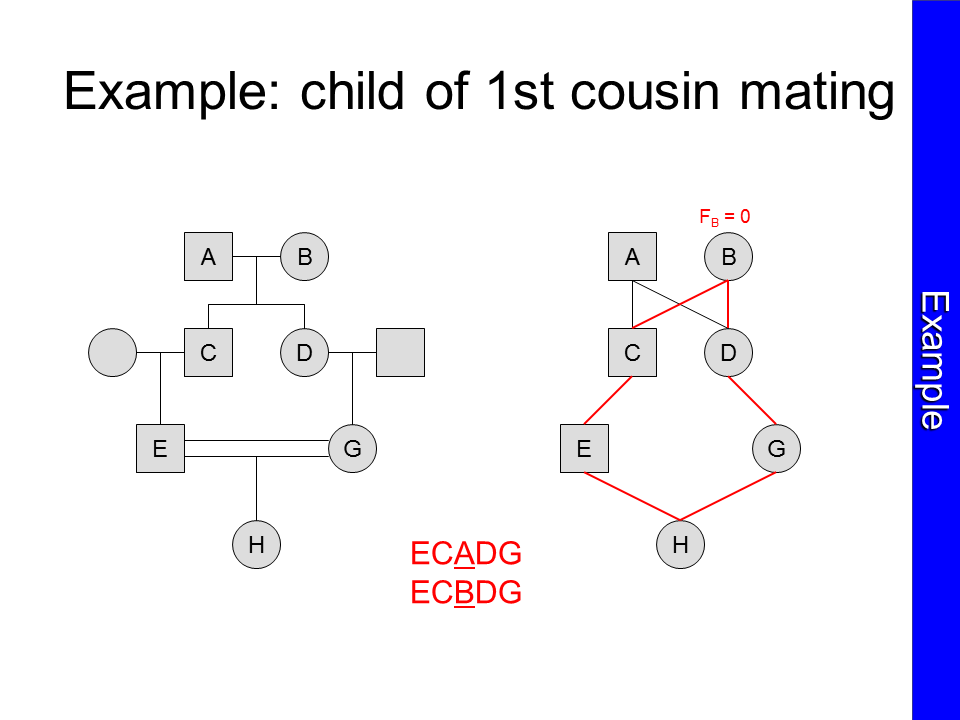 Example: child of 1st cousin mating
F_B = 0
A B
A B
C D
C D
E G
E G
H
H
ECADG
ECBDG
Example